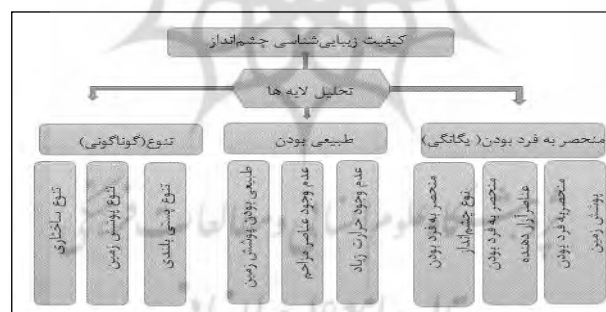 کیفیت زیبایی‌شناسی چشم‌انداز
تحلیل لایه ها
منحصر به فرد بودن( یگانگی)
طبیعی بودن
تنوع(گوناگونی)
منحصر به فرد بودن
پوشش زمین
منحصر به فرد بودن
عناصر آزار دهنده
منحصر به فرد بودن
نوع چشم‌انداز
عدم وجود حرارت زیاد
عدم وجود عناصر مزاحم
طبیعی بودن پوشش زمین
تنوع پستی بلندی
تنوع پوشش زمین
تنوع ساختاری